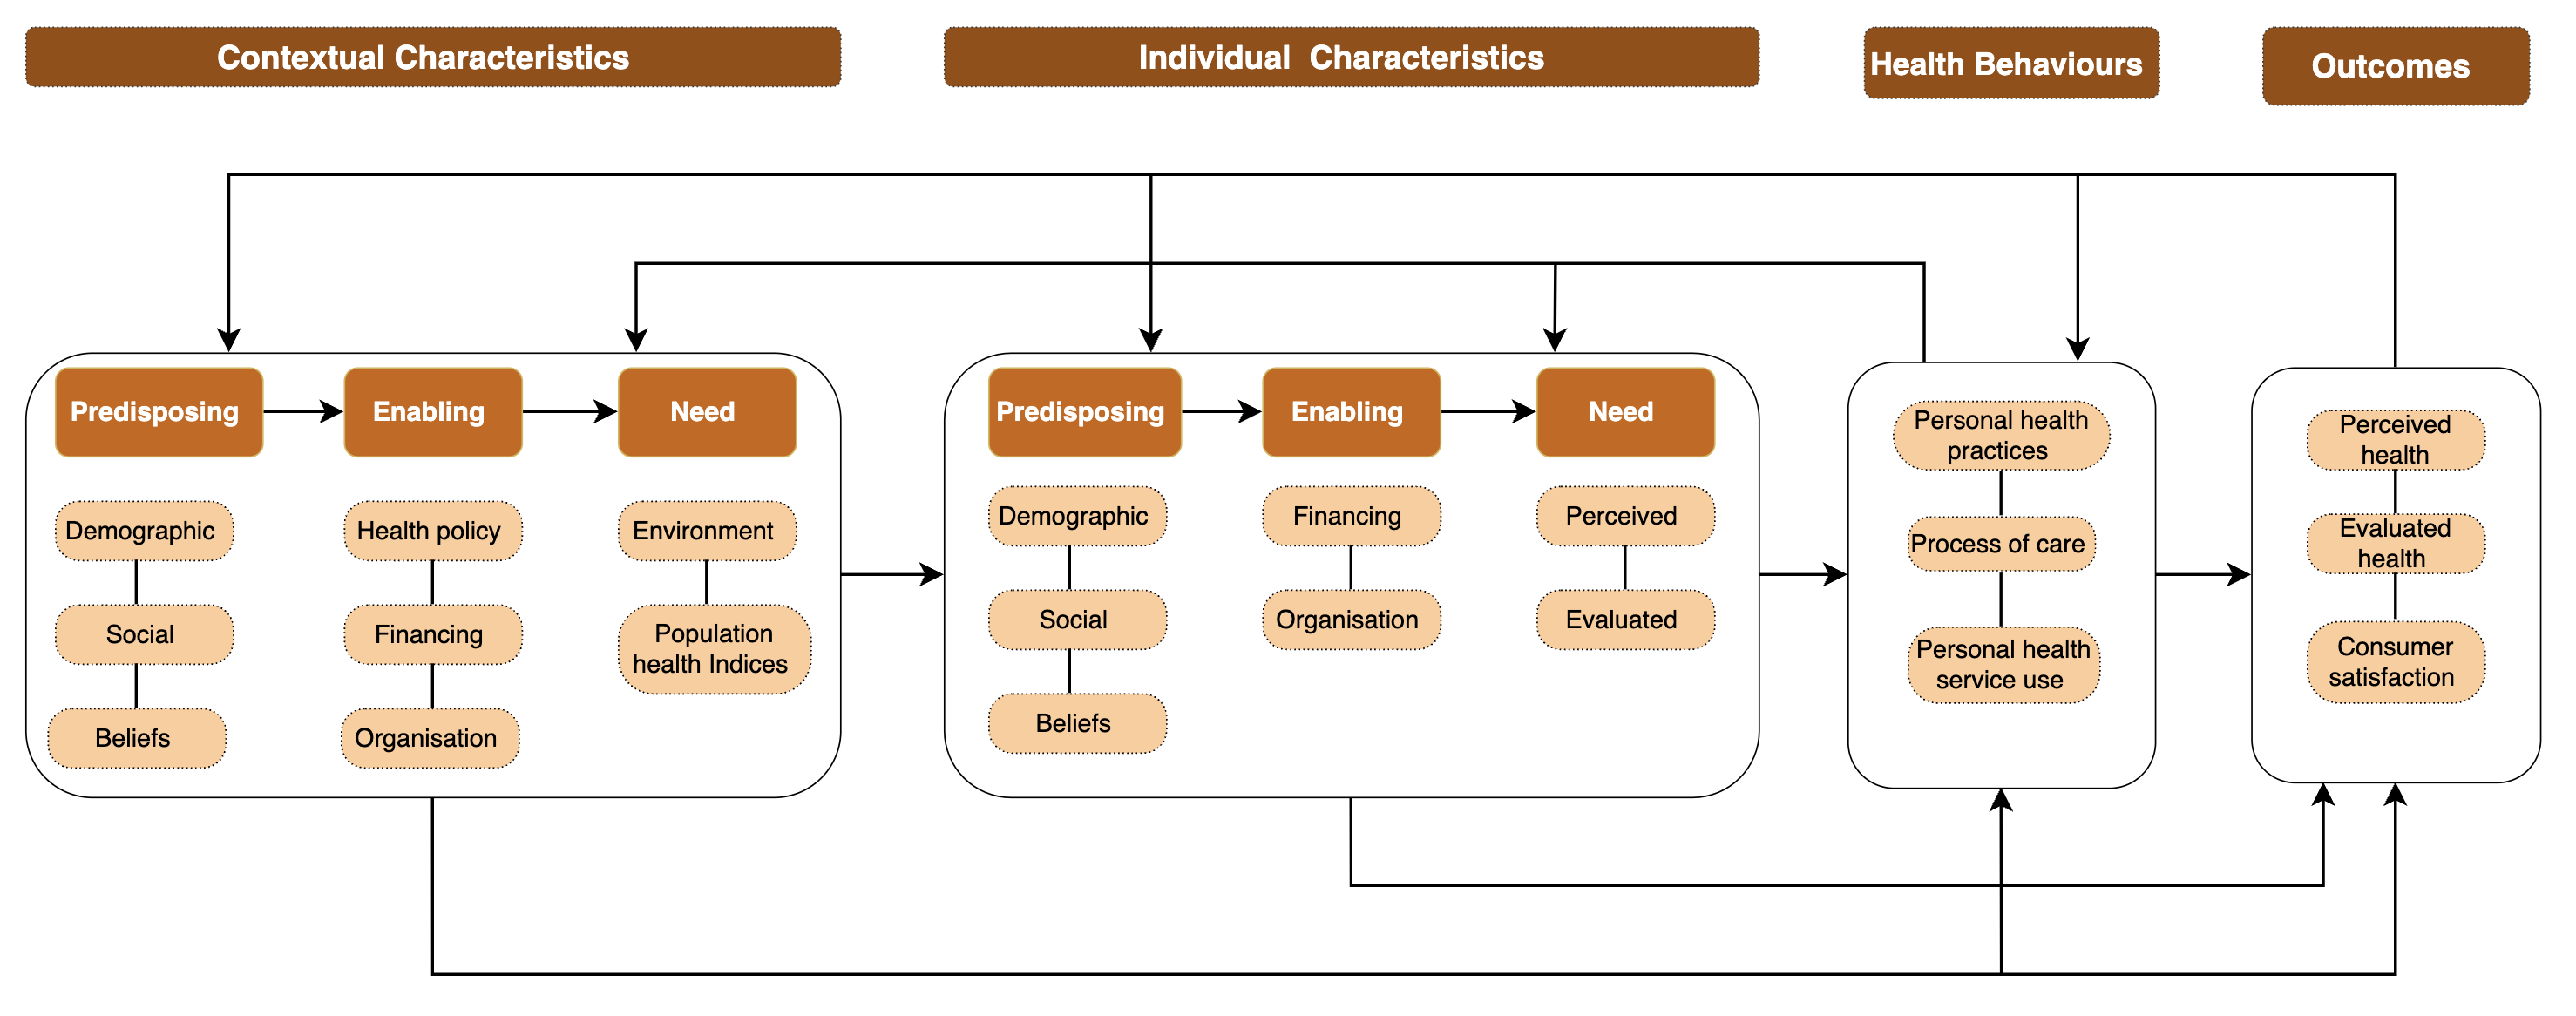 Contextual Characteristics
Individual  Characteristics
Health Behaviours
Outcomes
Predisposing
Enabling
Need
Demographic
Social
Beliefs
Health policy
Financing
Organisation
Environment
Population
health Indices
Predisposing
Enabling
Need
Demographic
Social
Beliefs
Financing
Organisation
Perceived
Evaluated
Personal health
practices
Process of care
Personal health
service use
Perceived
health
Evaluated
health
Consumer
satisfaction